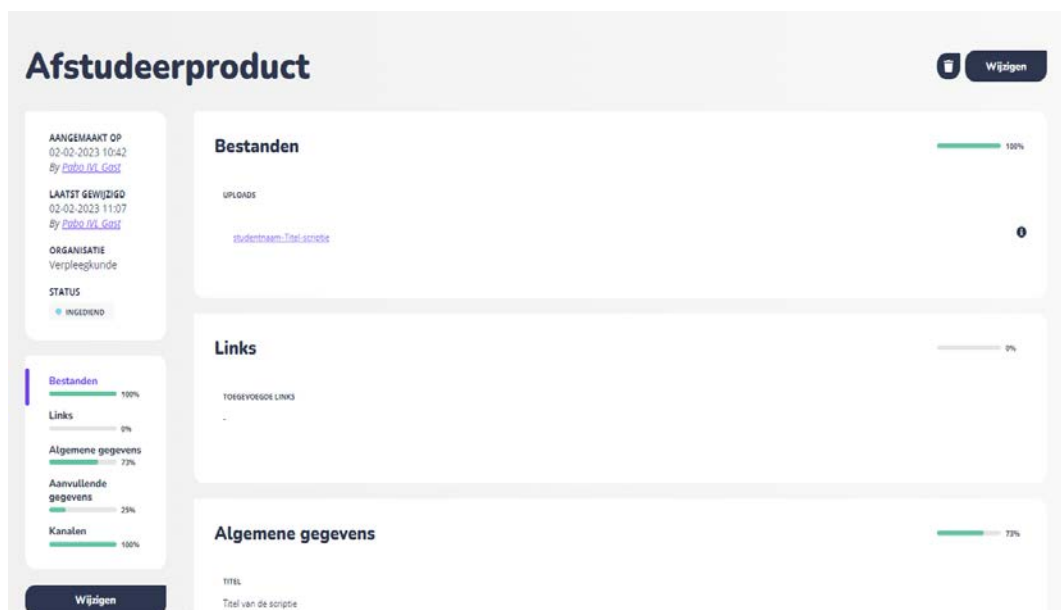 Afstudeerproduct
Wijzigen
AANGEMAAKT OP
02-02-2023 10:42
By Pabo IVL Gast
LAATST GEWIJZIGD
02-02-2023 11:07
By Pabo IVL Gast
ORGANISATIE
Verpleegkunde
STATUS
INGEDIEND
Bestanden
100%
Links
0%
Algemene gegevens
73%
Aanvullende
gegevens
25%
Kanalen
100%
Wijzigen
Bestanden
100%
UPLOADS
studentnaam-Titel-scriptie
Links
0%
TOEGEVOEGDE LINKS
-
Algemene gegevens
73%
TITEL
Titel van de scriptie